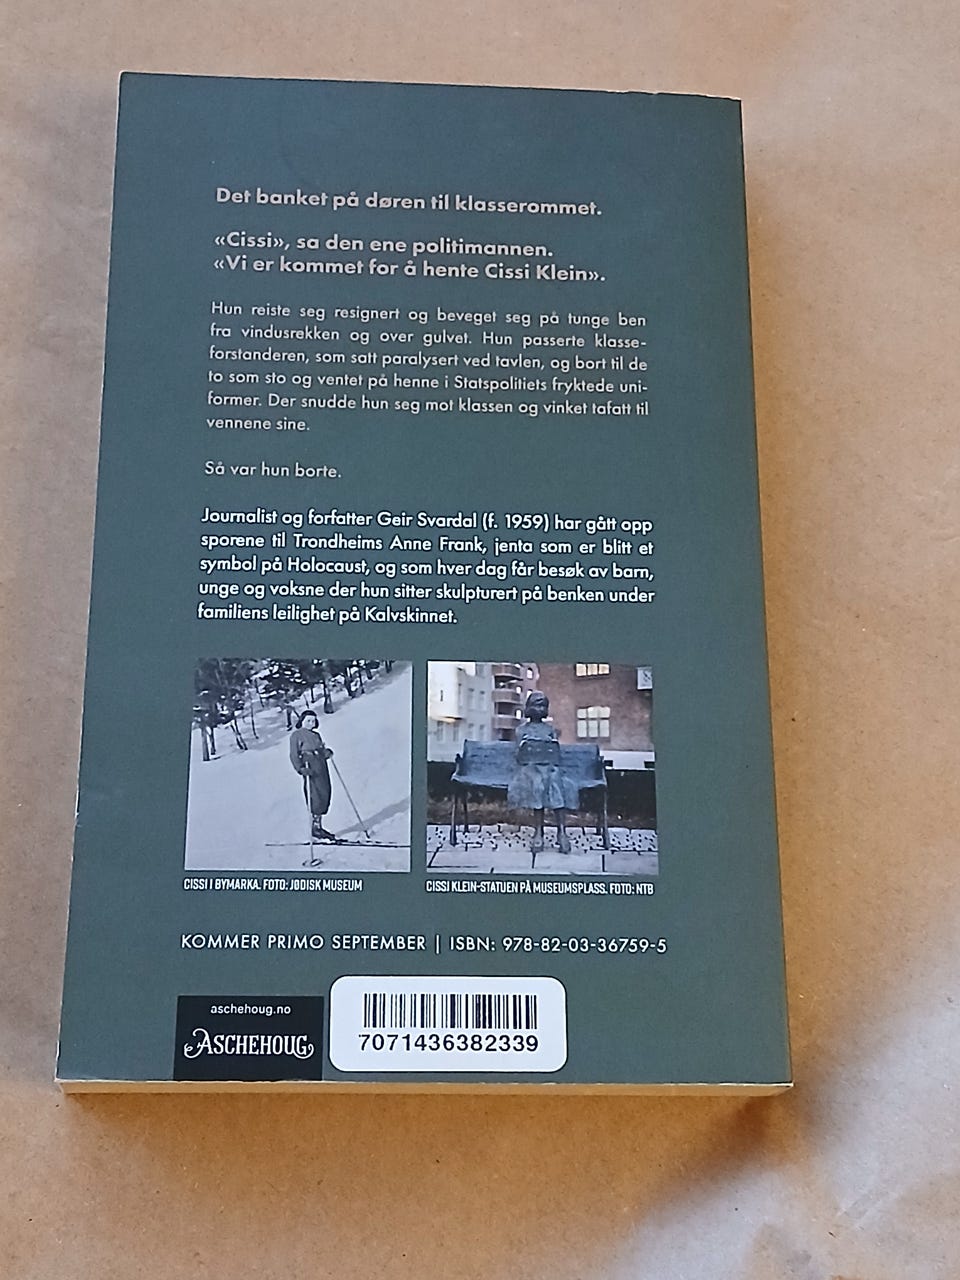 Det banket på døren til klasserommet.
«Cissi», sa den ene politimannen.
«Vi er kommet for å hente Cissi Klein».
Hun reiste seg resignert og beveget seg på tunge ben
fra vindusrekken og over gulvet. Hun passerte klasse-
forstanderen, som satt paralysert ved tavlen, og bort til de
to som sto og ventet på henne i Statspolitiets fryktede uni-
former. Der snudde hun seg mot klassen og vinket tafatt til
vennene sine.
Så var hun borte.
Journalist og forfatter Geir Svardal (f. 1959) har gått opp
sporene til Trondheims Anne Frank, jenta som er blitt et
symbol på Holocaust, og som hver dag får besøk av barn,
unge og voksne der hun sitter skulpturert på benken under
familiens leilighet på Kalvskinnet.
CISSI I BYMARKA. FOTO: JØDISK MUSEUM
CISSI KLEIN-STATUEN PÅ MUSEUMSPLASS. FOTO: NTB
KOMMER PRIMO SEPTEMBER | ISBN: 978-82-03-36759-5
aschehoug.no
ASCHEHOUG
7071436382339